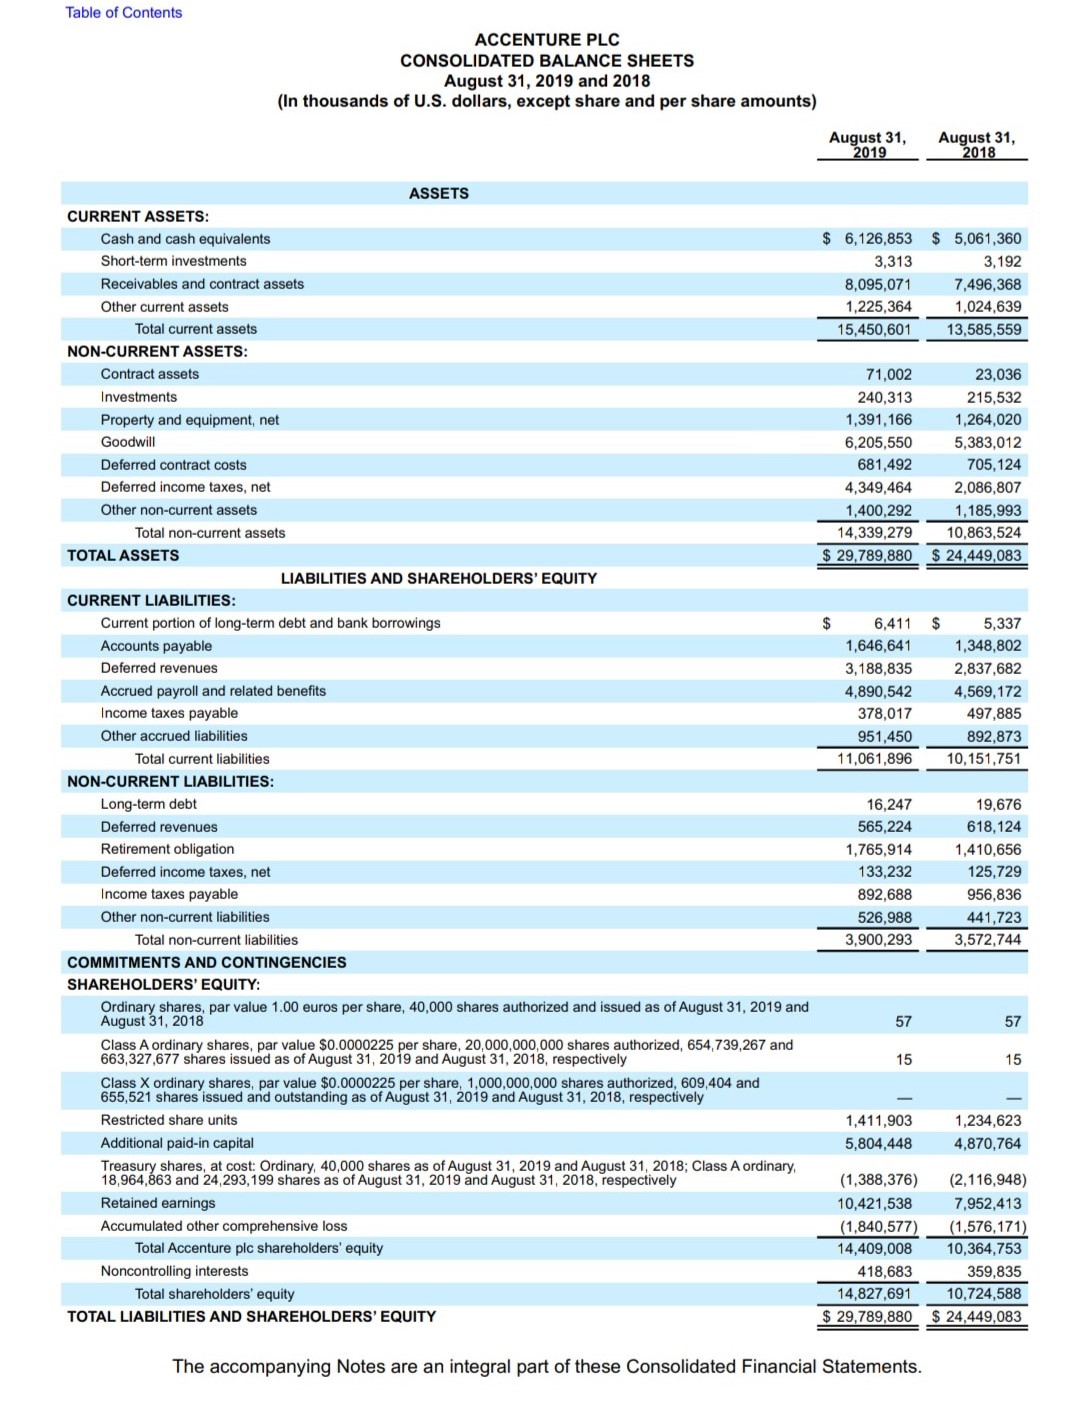 Table of Contents
ACCENTURE PLC
CONSOLIDATED BALANCE SHEETS
August 31, 2019 and 2018
(In thousands of U.S. dollars, except share and per share amounts)
August 31, 2019 August 31, 2018
ASSETS
CURRENT ASSETS:
Cash and cash equivalents $ 6,126,853 $ 5,061,360
Short-term investments 3,313 3,192
Receivables and contract assets 8,095,071 7,496,368
Other current assets 1,225,364 1,024,639
Total current assets 15,450,601 13,585,559
NON-CURRENT ASSETS:
Contract assets 71,002 23,036
Investments 240,313 215,532
Property and equipment, net 1,391,166 1,264,020
Goodwill 6,205,550 5,383,012
Deferred contract costs 681,492 705,124
Deferred income taxes, net 4,349,464 2,086,807
Other non-current assets 1,400,292 1,185,993
Total non-current assets 14,339,279 10,863,524
TOTAL ASSETS $ 29,789,880 $ 24,449,083
LIABILITIES AND SHAREHOLDERS' EQUITY
CURRENT LIABILITIES:
Current portion of long-term debt and bank borrowings $ 6,411 $ 5,337
Accounts payable 1,646,641 1,348,802
Deferred revenues 3,188,835 2,837,682
Accrued payroll and related benefits 4,890,542 4,569,172
Income taxes payable 378,017 497,885
Other accrued liabilities 951,450 892,873
Total current liabilities 11,061,896 10,151,751
NON-CURRENT LIABILITIES:
Long-term debt 16,247 19,676
Deferred revenues 565,224 618,124
Retirement obligation 1,765,914 1,410,656
Deferred income taxes, net 133,232 125,729
Income taxes payable 892,688 956,836
Other non-current liabilities 526,988 441,723
Total non-current liabilities 3,900,293 3,572,744
COMMITMENTS AND CONTINGENCIES
SHAREHOLDERS' EQUITY:
Ordinary shares, par value 1.00 euros per share, 40,000 shares authorized and issued as of August 31, 2019 and
August 31, 2018 57 57
Class A ordinary shares, par value $0.0000225 per share, 20,000,000,000 shares authorized, 654,739,267 and
663,327,677 shares issued as of August 31, 2019 and August 31, 2018, respectively 15 15
Class X ordinary shares, par value $0.0000225 per share, 1,000,000,000 shares authorized, 609,404 and
655,521 shares issued and outstanding as of August 31, 2019 and August 31, 2018, respectively — —
Restricted share units 1,411,903 1,234,623
Additional paid-in capital 5,804,448 4,870,764
Treasury shares, at cost: Ordinary, 40,000 shares as of August 31, 2019 and August 31, 2018; Class A ordinary,
18,964,863 and 24,293,199 shares as of August 31, 2019 and August 31, 2018, respectively (1,388,376) (2,116,948)
Retained earnings 10,421,538 7,952,413
Accumulated other comprehensive loss (1,840,577) (1,576,171)
Total Accenture plc shareholders' equity 14,409,008 10,364,753
Noncontrolling interests 418,683 359,835
Total shareholders' equity 14,827,691 10,724,588
TOTAL LIABILITIES AND SHAREHOLDERS' EQUITY $ 29,789,880 $ 24,449,083
The accompanying Notes are an integral part of these Consolidated Financial Statements.